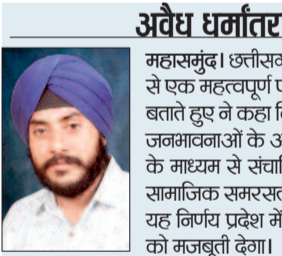 अवैध धर्मांतर
महासमुंद। छत्तीसग
से एक महत्वपूर्ण
बताते हुए ने कहा
जनभावनाओं के
के माध्यम से
सामाजिक समरसत
यह निर्णय प्रदेश में
को मजबूती देगा।